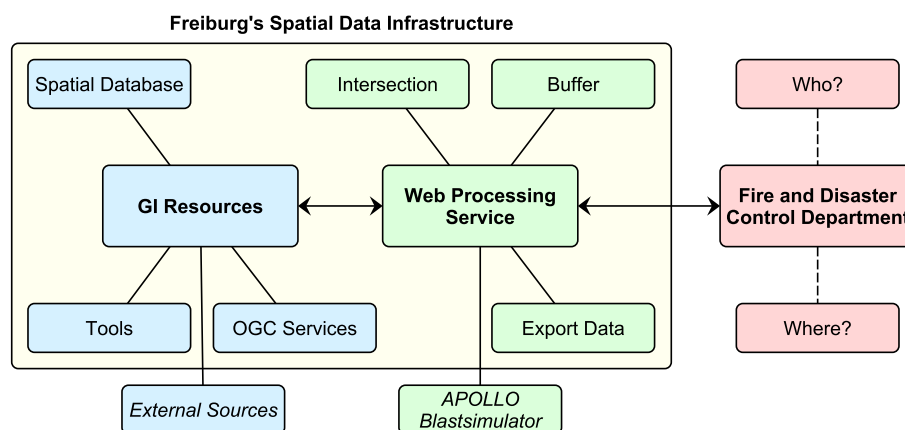 Freiburg's Spatial Data Infrastructure
Spatial Database
Intersection
Buffer
Who?
GI Resources
Web Processing
Service
Fire and Disaster
Control Department
Tools
OGC Services
Export Data
Where?
External Sources
APOLLO
Blastsimulator